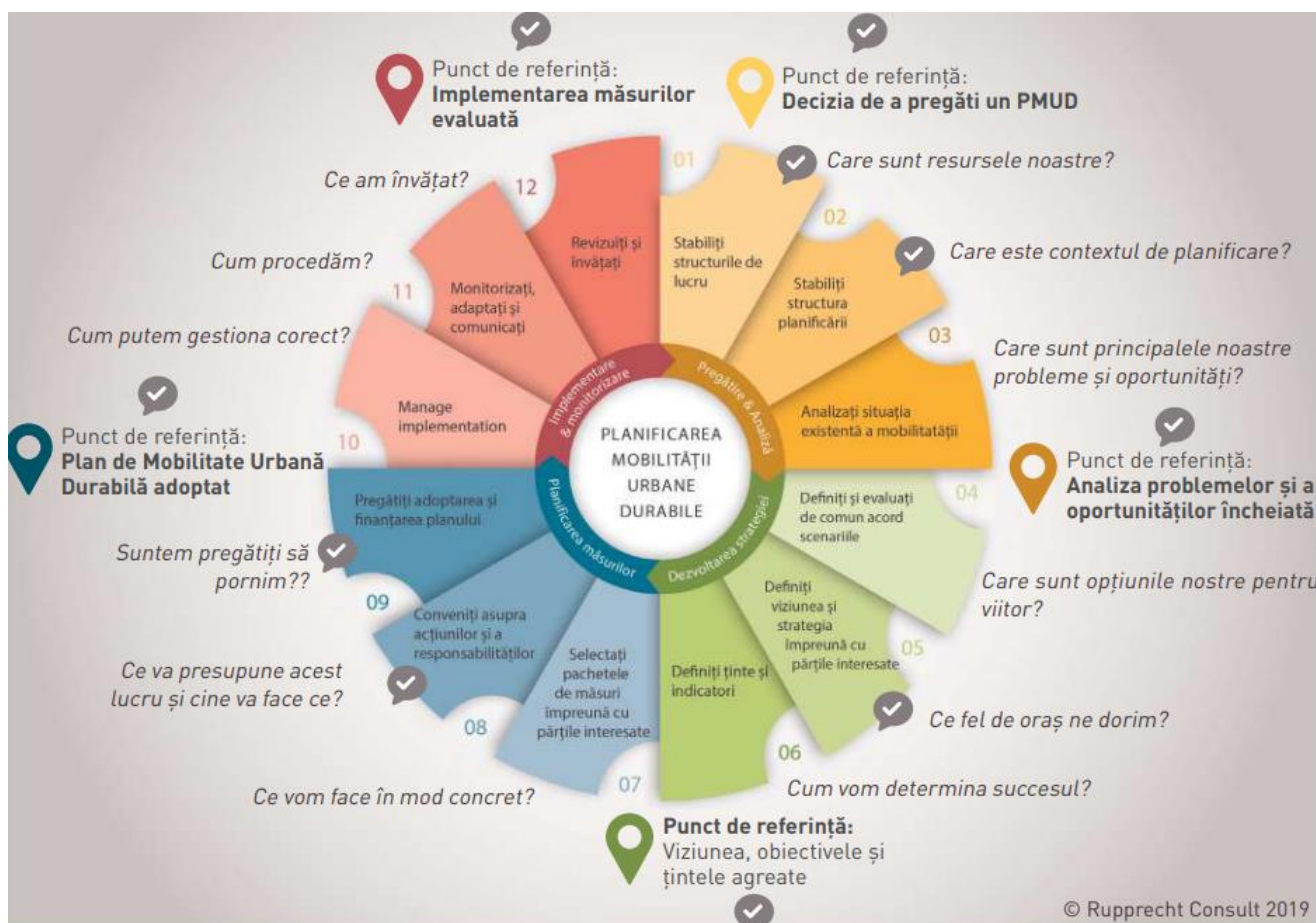 Punct de referință:
Implementarea măsurilor
evaluată
Punct de referință:
Decizia de a pregăti un PMUD
Ce am învățat?
12
01
Care sunt resursele noastre?
Revizuiți și
învățați
Stabiliți
structurile de
lucru
02
Care este contextul de planificare?
Cum procedăm?
11
Monitorizați,
adaptați și
comunicați
Stabiliți
structura
planificării
03
Care sunt principalele noastre
probleme și oportunități?
Cum putem gestiona corect?
Manage
implementation
10
Analizați situația
existentă a mobilitatății
Implementare
& monitorizare
Pregătire & Analiză
PLANIFICAREA
MOBILITĂȚII
URBANE
DURABILE
Planificarea măsurilor
Dezvoltarea strategiei
Punct de referință:
Plan de Mobilitate Urbană
Durabilă adoptat
Punct de referință:
Analiza problemelor și a
oportunităților încheiată
Pregătiți adoptarea și
finanțarea planului
Definiți și evaluați
de comun acord
scenariile
04
Suntem pregătiți să
pornim??
09
Care sunt opțiunile nostre pentru
viitor?
Conveniți asupra
acțiunilor și a
responsabilităților
Definiți
viziunea și
strategia
împreună cu
părțile interesate
05
Ce va presupune acest
lucru și cine va face ce?
08
Selectați
pachetele
de măsuri
împreună cu
părțile interesate
Definiți ținte și
indicatori
Ce fel de oraș ne dorim?
06
07
Ce vom face în mod concret?
Cum vom determina succesul?
Punct de referință:
Viziunea, obiectivele și
țintele agreate
© Rupprecht Consult 2019